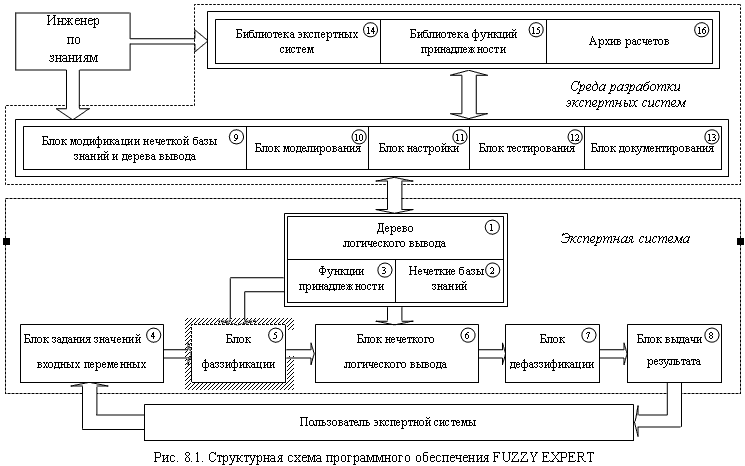 Инженер
по
знаниям
Библиотека экспертных
систем
14
Библиотека функций
принадлежности
15
Архив расчетов
16
Среда разработки
экспертных систем
Блок модификации нечеткой базы
знаний и дерева вывода
9
Блок моделирования
10
Блок настройки
11
Блок тестирования
12
Блок документирования
13
Дерево
логического вывода
1
Экспертная система
Функции
принадлежности
3
Нечеткие базы
знаний
2
Блок задания значений
входных переменных
4
Блок
фаззификации
5
Блок нечеткого
логического вывода
6
Блок
дефаззификации
7
Блок выдачи
результата
8
Пользователь экспертной системы
Рис. 8.1. Структурная схема программного обеспечения FUZZY EXPERT